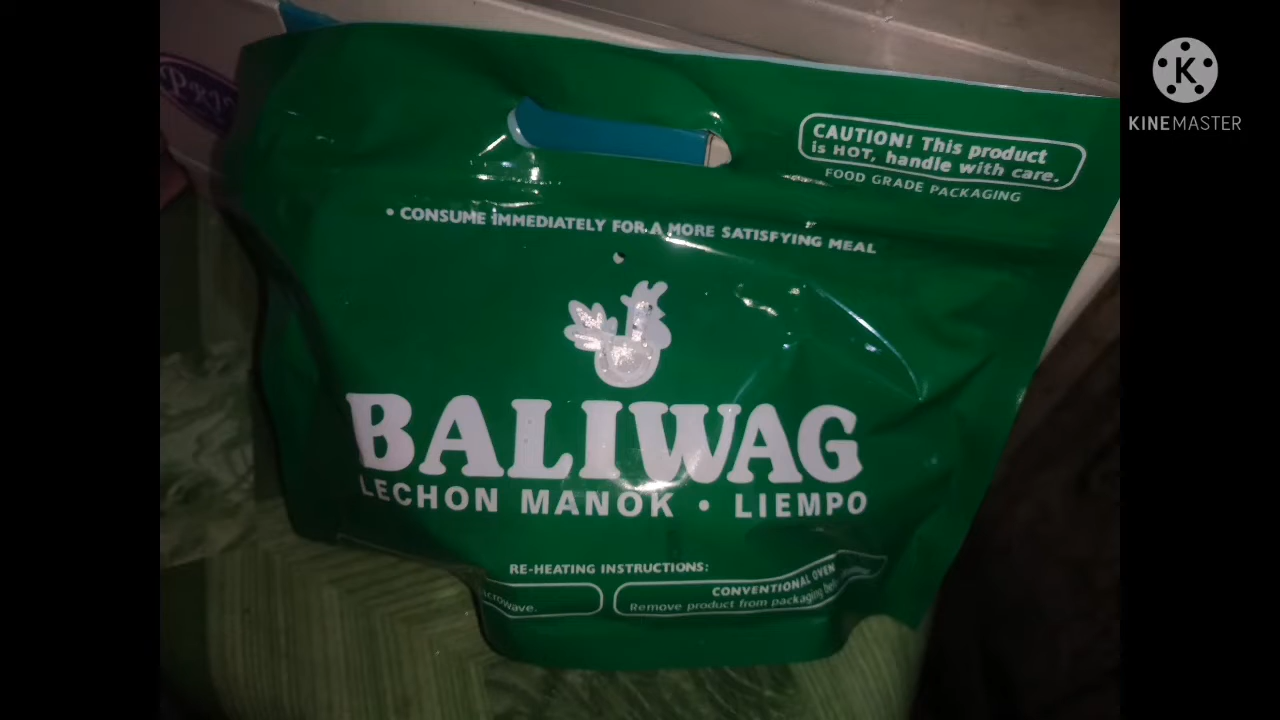 CAUTION! This product
is HOT, handle with care.
FOOD GRADE PACKAGING
• CONSUME IMMEDIATELY FOR A MORE SATISFYING MEAL
BALIWAG
LECHON MANOK • LIEMPO
RE-HEATING INSTRUCTIONS:
CONVENTIONAL OVEN
Remove product from packaging
K
KINEMASTER